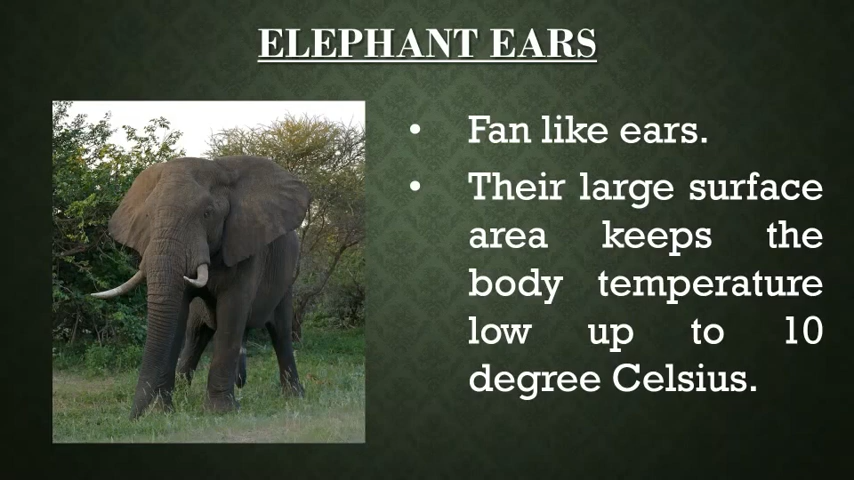 ELEPHANT EARS
• Fan like ears.
• Their large surface
area keeps the
body temperature
low up to 10
degree Celsius.